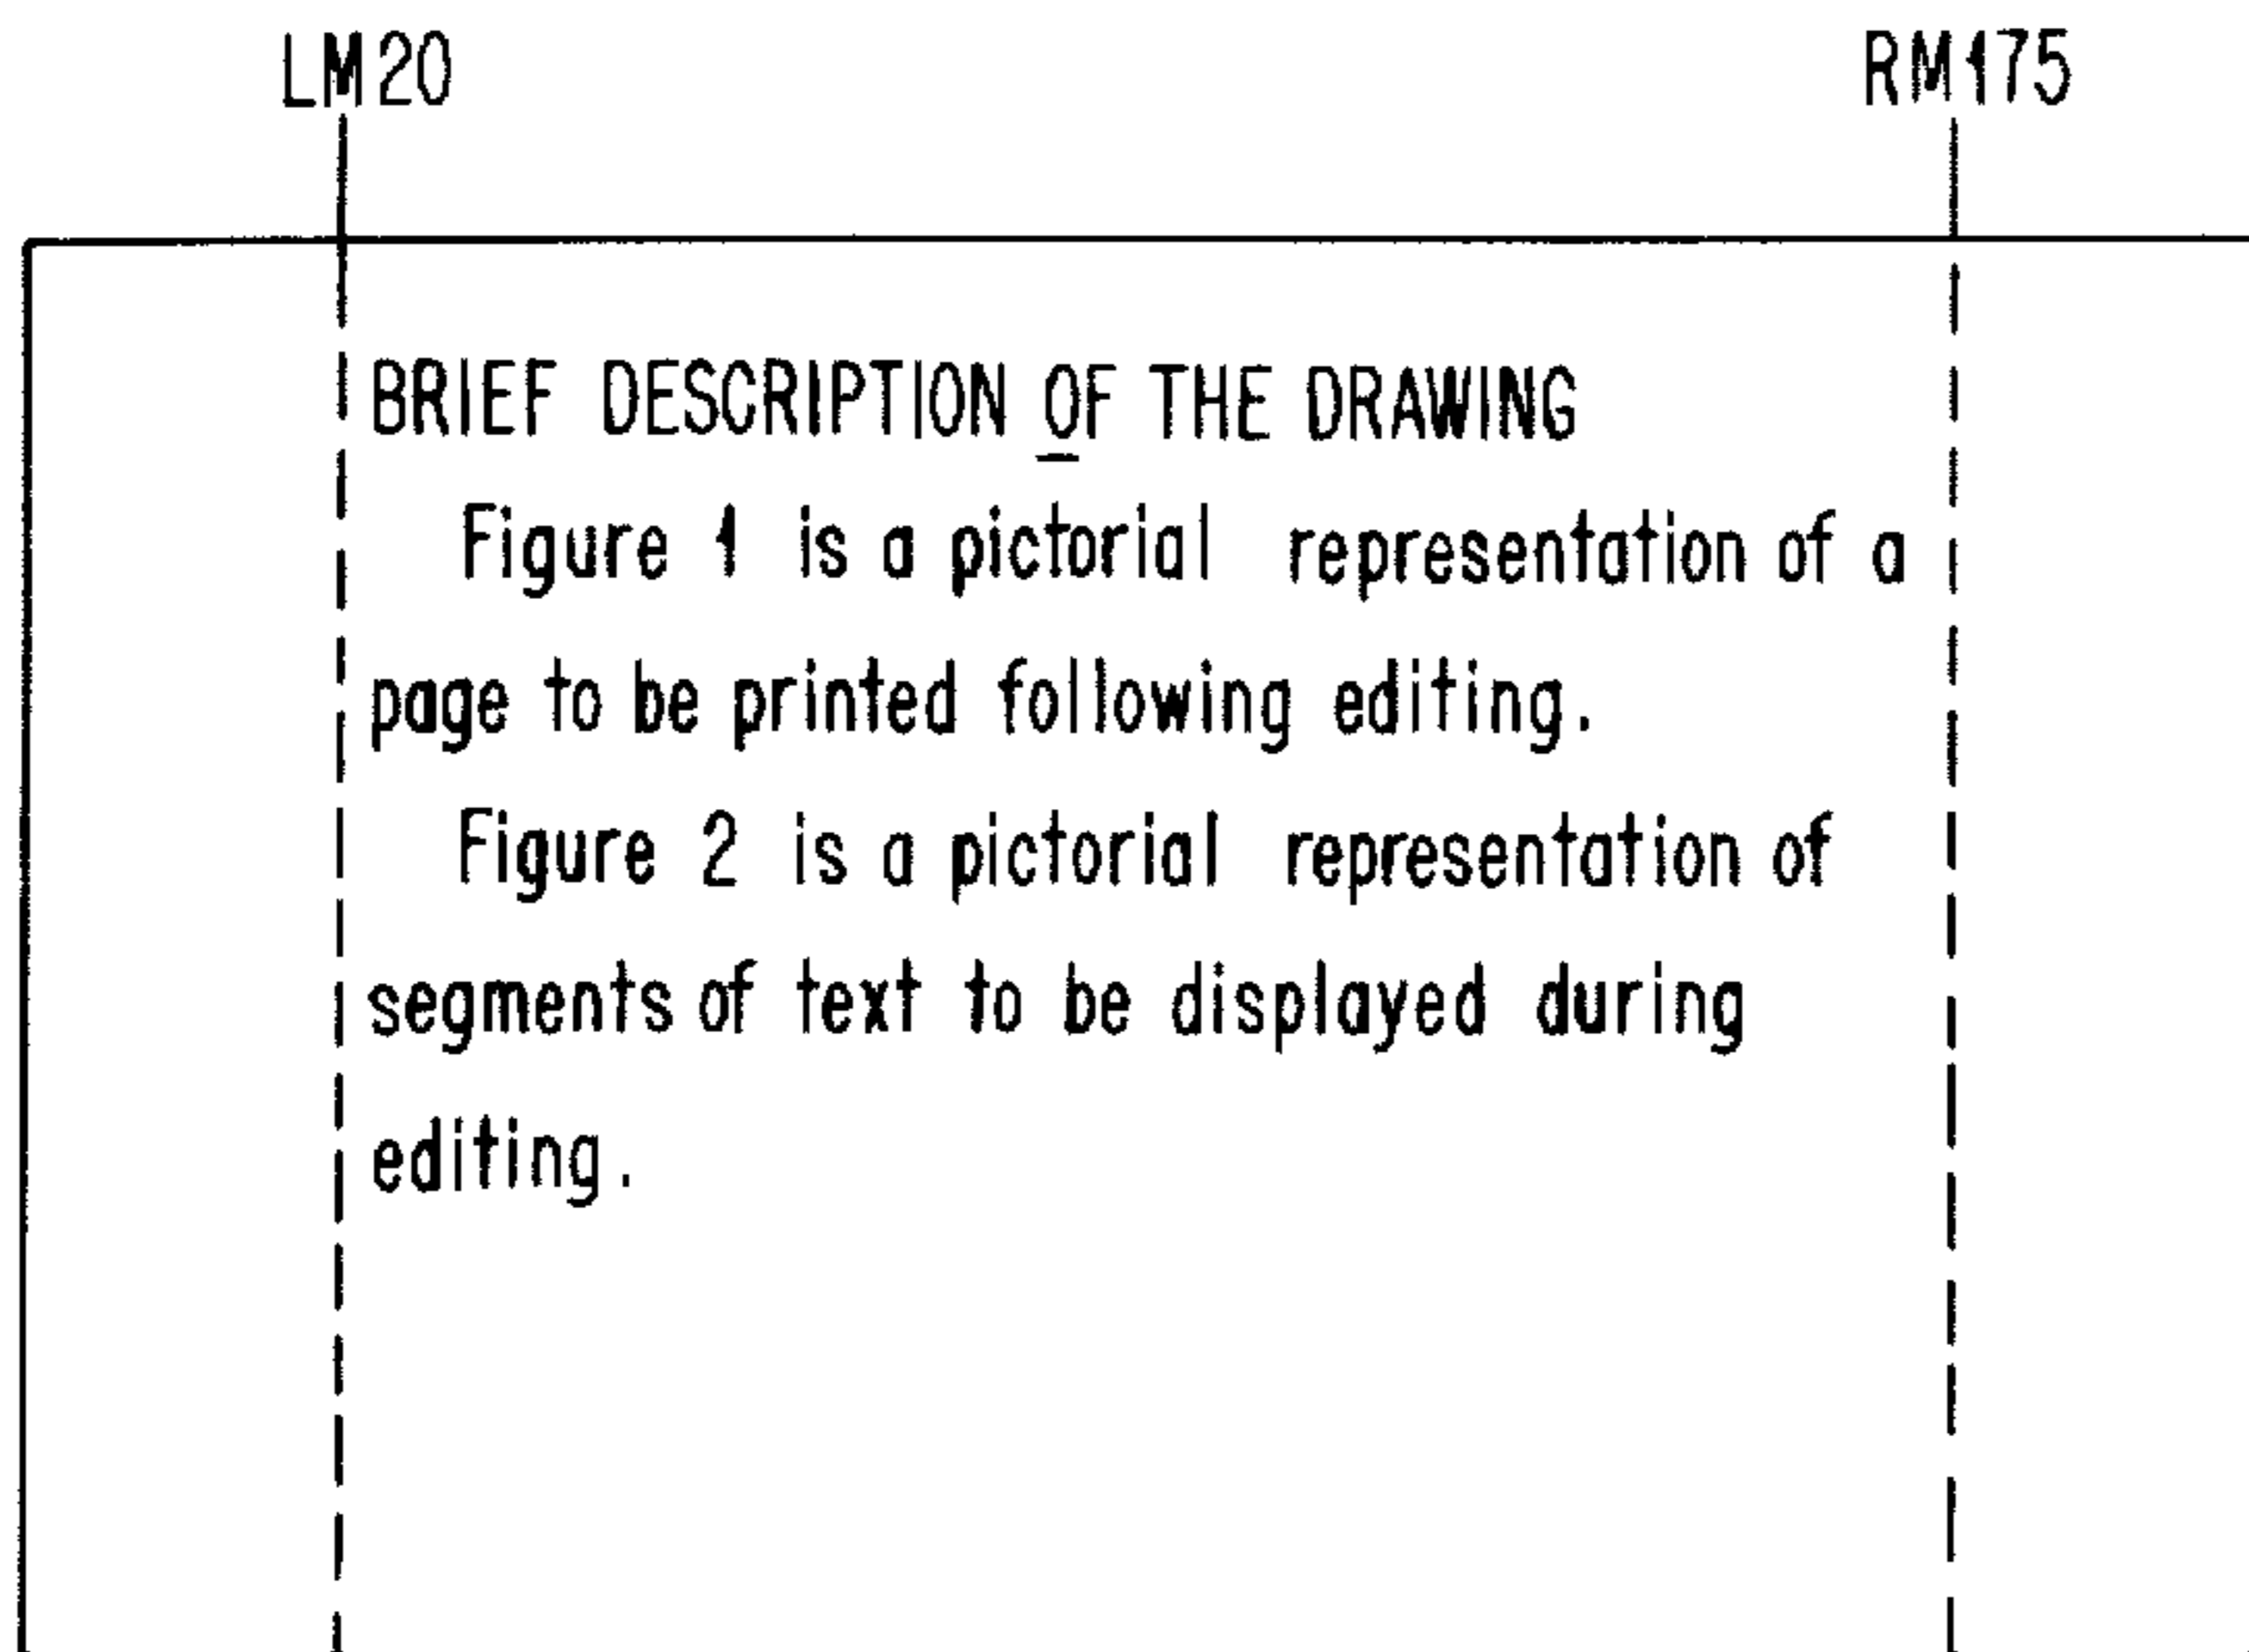 LM20 RM175
BRIEF DESCRIPTION OF THE DRAWING
Figure 1 is a pictorial representation of a
page to be printed following editing.
Figure 2 is a pictorial representation of
segments of text to be displayed during
editing.